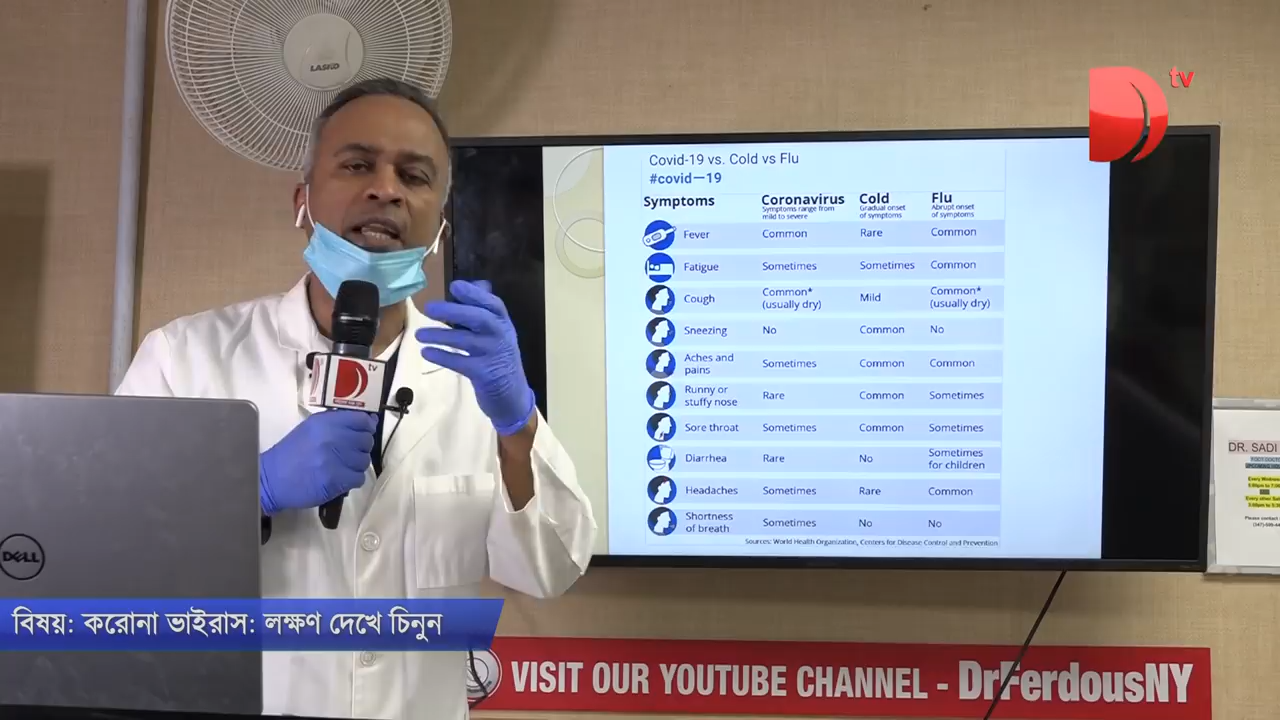 LASKO
tv
Covid-19 vs. Cold vs Flu
#covid—19
Symptoms Coronavirus Cold Flu
Symptoms range from mild to severe Gradual onset of symptoms Abrupt onset of symptoms
Fever Common Rare Common
Fatigue Sometimes Sometimes Common
Cough Common* (usually dry) Mild Common* (usually dry)
Sneezing No Common No
Aches and pains Sometimes Common Common
Runny or stuffy nose Rare Common Sometimes
Sore throat Sometimes Common Sometimes
Diarrhea Rare No Sometimes for children
Headaches Sometimes Rare Common
Shortness of breath Sometimes No No
Sources: World Health Organization, Centers for Disease Control and Prevention
tv
DELL
DR. SADI
বিষয়: করোনা ভাইরাস: লক্ষণ দেখে চিনুন
VISIT OUR YOUTUBE CHANNEL - DrFerdousNY